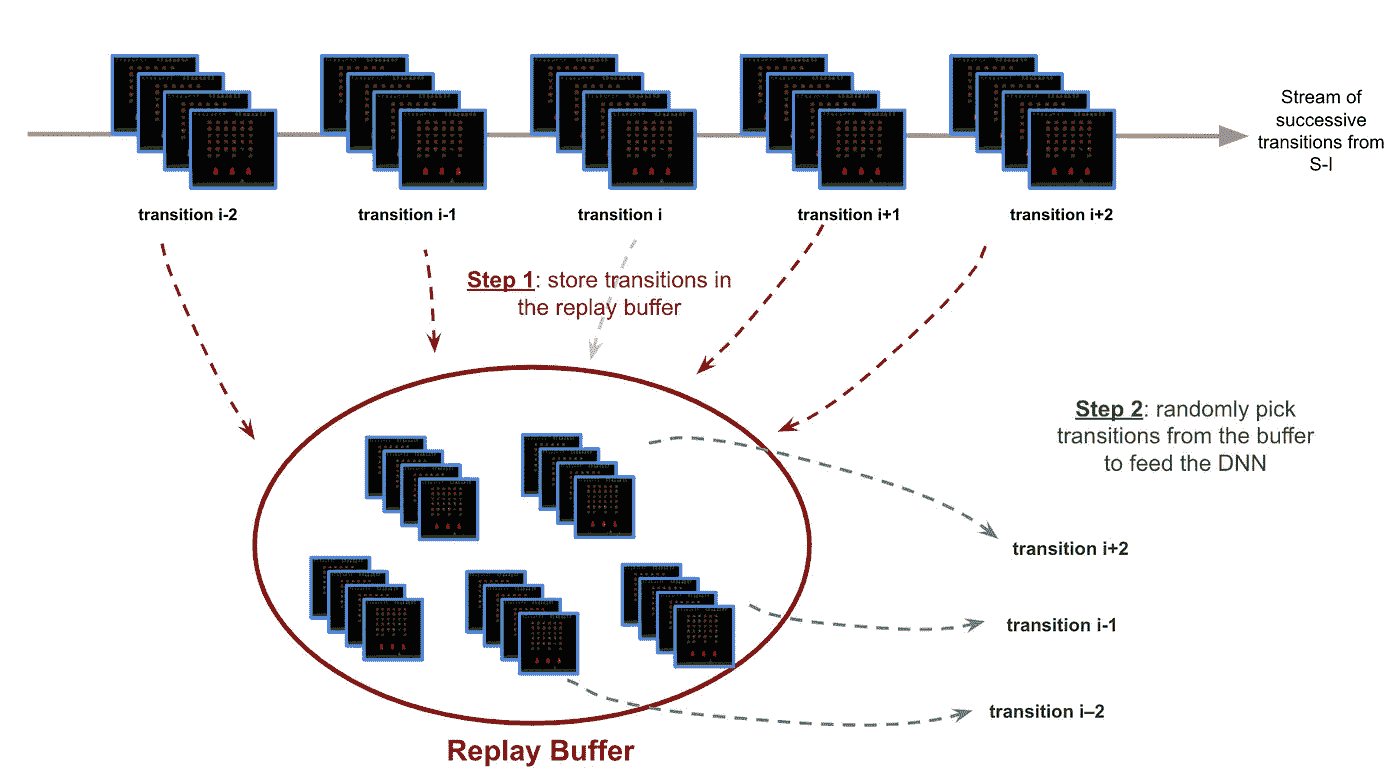 Stream of
successive
transitions from
S-I
transition i-2
transition i-1
transition i
transition i+1
transition i+2
Step 1: store transitions in
the replay buffer
Step 2: randomly pick
transitions from the buffer
to feed the DNN
transition i+2
transition i-1
transition i–2
Replay Buffer